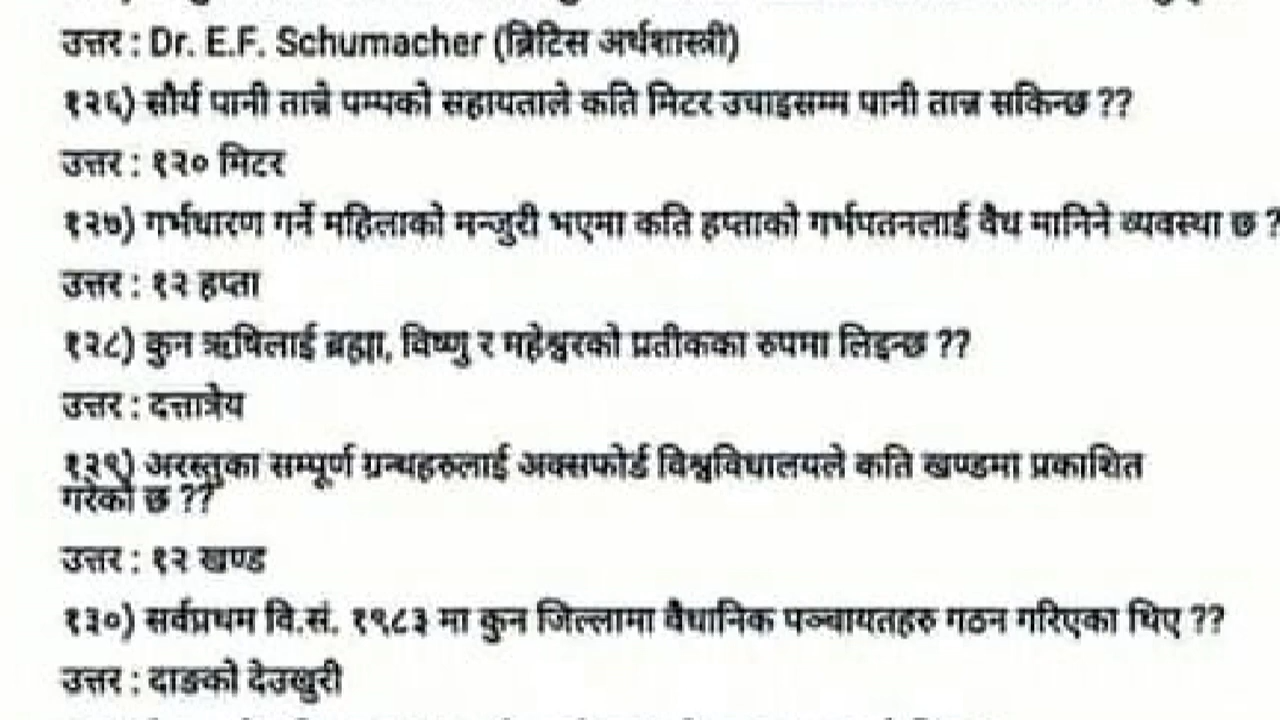 उत्तर : Dr. E.F. Schumacher (ब्रिटिस अर्थशास्त्री)
१२६) सौर्य पानी तान्ने पम्पको सहायताले कति मिटर उचाइसम्म पानी तान्न सकिन्छ ??
उत्तर : १२० मिटर
१२७) गर्भधारण गर्ने महिलाको मन्जुरी भएमा कति हप्ताको गर्भपतनलाई वैध मानिने व्यवस्था छ ?
उत्तर : १२ हप्ता
१२८) कुन ऋषिलाई ब्रह्मा, विष्णु र महेश्वरको प्रतीकका रुपमा लिइन्छ ??
उत्तर : दत्तात्रेय
१२९) अरस्तुका सम्पूर्ण ग्रन्थहरुलाई अक्सफोर्ड विश्वविधालयले कति खण्डमा प्रकाशित
गरेको छ ??
उत्तर : १२ खण्ड
१३०) सर्वप्रथम वि.सं. १९८३ मा कुन जिल्लामा वैधानिक पञ्चायतहरु गठन गरिएका थिए ??
उत्तर : दाङको देउखुरी